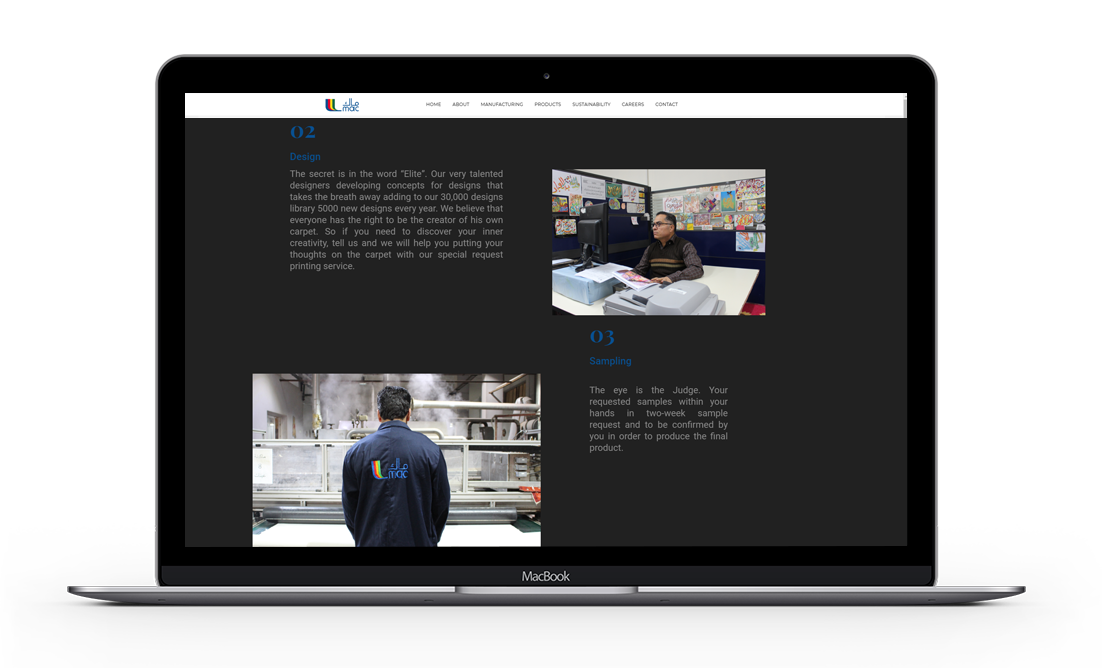 ماك
mac
HOME ABOUT MANUFACTURING PRODUCTS SUSTAINABILITY CAREERS CONTACT
02
Design
The secret is in the word “Elite”. Our very talented
designers developing concepts for designs that
takes the breath away adding to our 30,000 designs
library 5000 new designs every year. We believe that
everyone has the right to be the creator of his own
carpet. So if you need to discover your inner
creativity, tell us and we will help you putting your
thoughts on the carpet with our special request
printing service.
03
Sampling
The eye is the Judge. Your
requested samples within your
hands in two-week sample
request and to be confirmed by
you in order to produce the final
product.
ماك
mac
MacBook